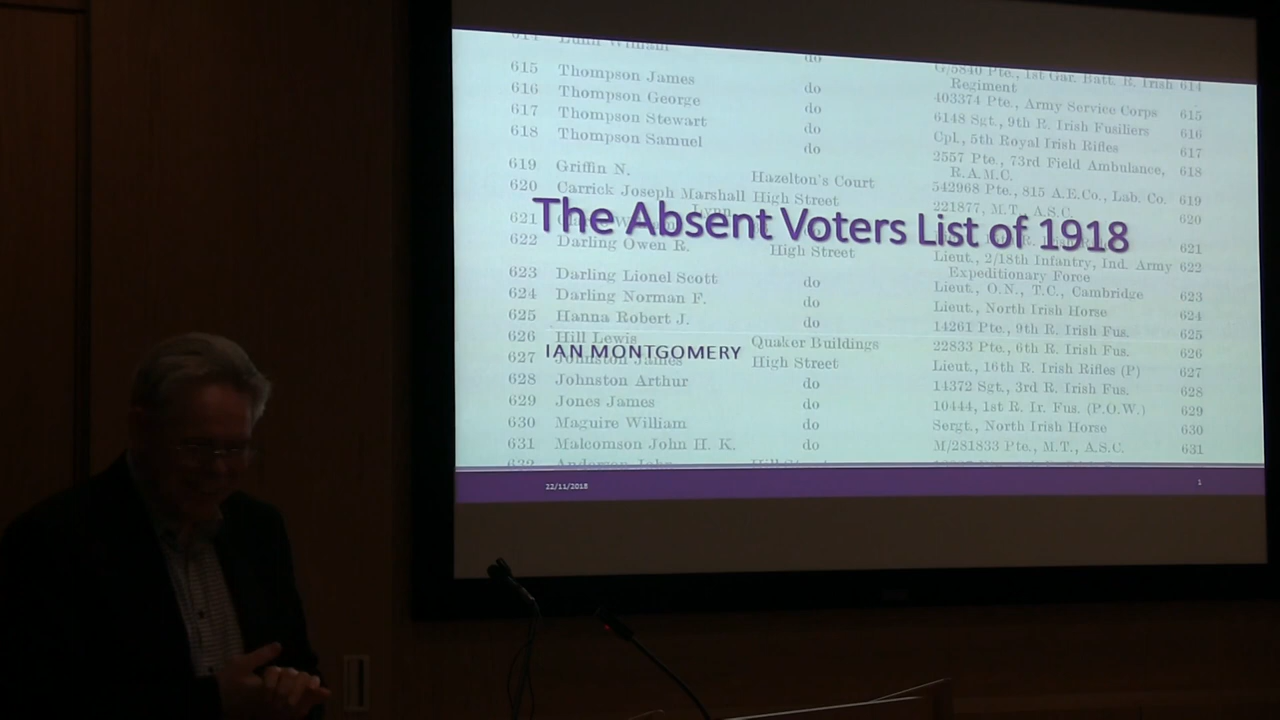 614 Lunn William do G/5840 Pte., 1st Gar. Batt. R. Irish 614
Regiment
615 Thompson James do 403374 Pte., Army Service Corps 615
616 Thompson George do 6148 Sgt., 9th R. Irish Fusiliers 616
617 Thompson Stewart do Cpl., 5th Royal Irish Rifles 617
618 Thompson Samuel do 2557 Pte., 73rd Field Ambulance, 618
R.A.M.C.
619 Griffin N. Hazelton's Court 542968 Pte., 815 A.E.Co., Lab. Co. 619
620 Carrick Joseph Marshall High Street 221877, M.T., A.S.C. 620
Lynn
The Absent Voters List of 1918
621 621
622 Darling Owen R. High Street Lieut., 2/18th Infantry, Ind. Army 622
Expeditionary Force
623 Darling Lionel Scott do Lieut., O.N., T.C., Cambridge 623
624 Darling Norman F. do Lieut., North Irish Horse 624
625 Hanna Robert J. do 14261 Pte., 9th R. Irish Fus. 625
626 Hill Lewis Quaker Buildings 22833 Pte., 6th R. Irish Fus. 626
IAN MONTGOMERY
627 Johnston James High Street Lieut., 16th R. Irish Rifles (P) 627
628 Johnston Arthur do 14372 Sgt., 3rd R. Irish Fus. 628
629 Jones James do 10444, 1st R. Ir. Fus. (P.O.W.) 629
630 Maguire William do Sergt., North Irish Horse 630
631 Malcomson John H. K. do M/281833 Pte., M.T., A.S.C. 631
22/11/2018 1